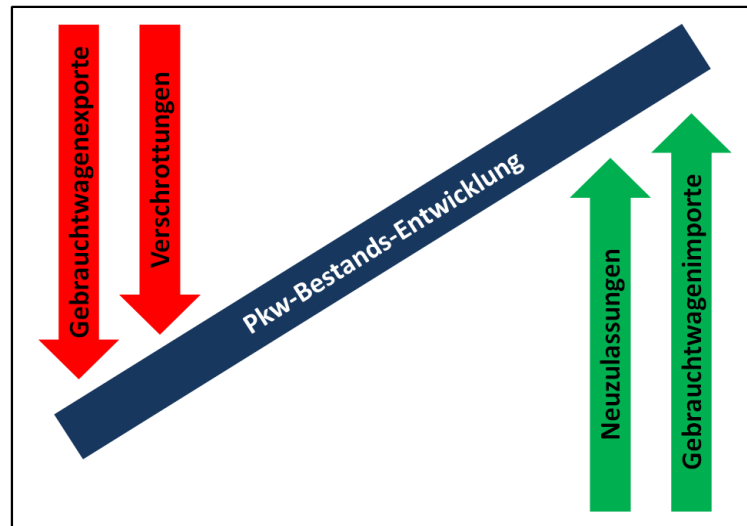 Gebrauchtwagenexporte
Verschrottungen
Pkw-Bestands-Entwicklung
Neuzulassungen
Gebrauchtwagenimporte